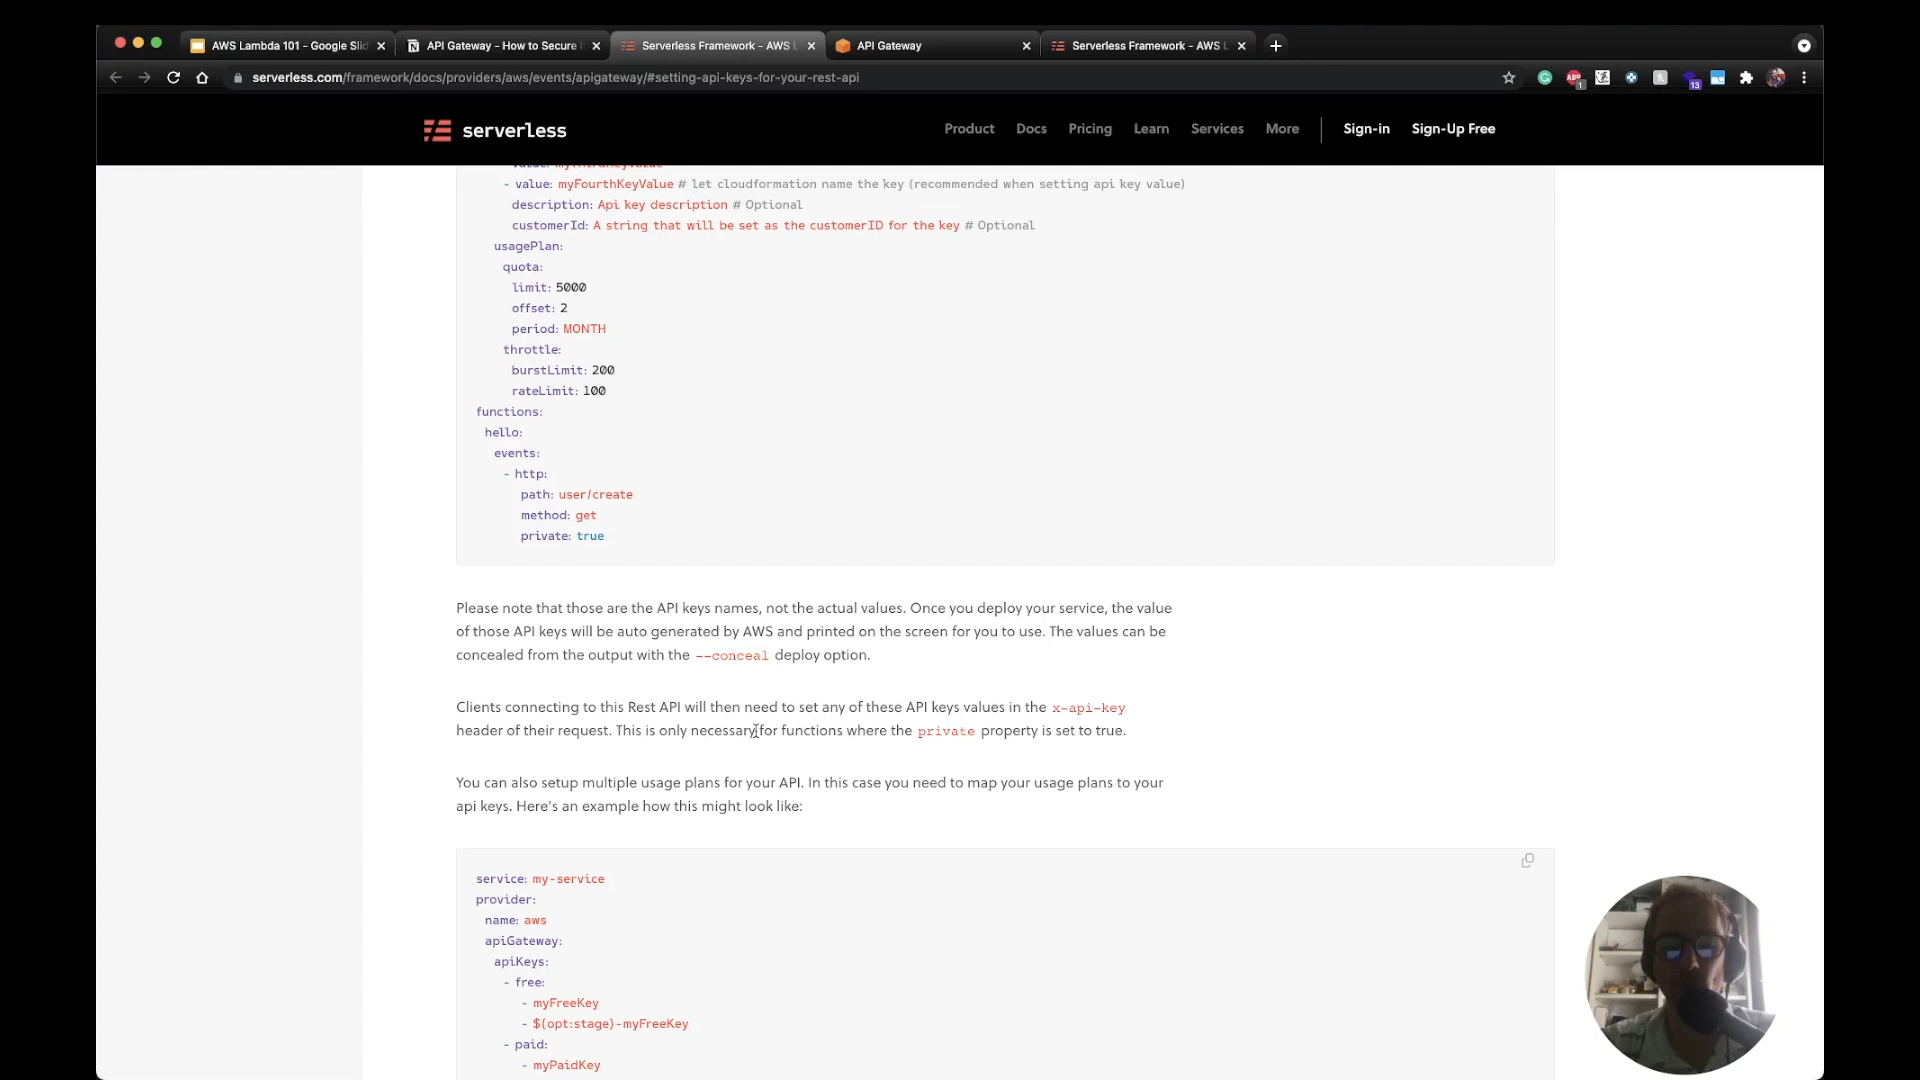 AWS Lambda 101 - Google Slid
API Gateway - How to Secure
Serverless Framework - AWS L
API Gateway
Serverless Framework - AWS L
serverless.com/framework/docs/providers/aws/events/apigateway/#setting-api-keys-for-your-rest-api
ABP
1
13
serverless
Product
Docs
Pricing
Learn
Services
More
Sign-in
Sign-Up Free
value: myThirdKeyValue
- value: myFourthKeyValue # let cloudformation name the key (recommended when setting api key value)
description: Api key description # Optional
customerId: A string that will be set as the customerID for the key # Optional
usagePlan:
quota:
limit: 5000
offset: 2
period: MONTH
throttle:
burstLimit: 200
rateLimit: 100
functions:
hello:
events:
- http:
path: user/create
method: get
private: true
Please note that those are the API keys names, not the actual values. Once you deploy your service, the value
of those API keys will be auto generated by AWS and printed on the screen for you to use. The values can be
concealed from the output with the --conceal deploy option.
Clients connecting to this Rest API will then need to set any of these API keys values in the x-api-key
header of their request. This is only necessary for functions where the private property is set to true.
You can also setup multiple usage plans for your API. In this case you need to map your usage plans to your
api keys. Here's an example how this might look like:
service: my-service
provider:
name: aws
apiGateway:
apiKeys:
- free:
- myFreeKey
- ${opt:stage}-myFreeKey
- paid:
- myPaidKey